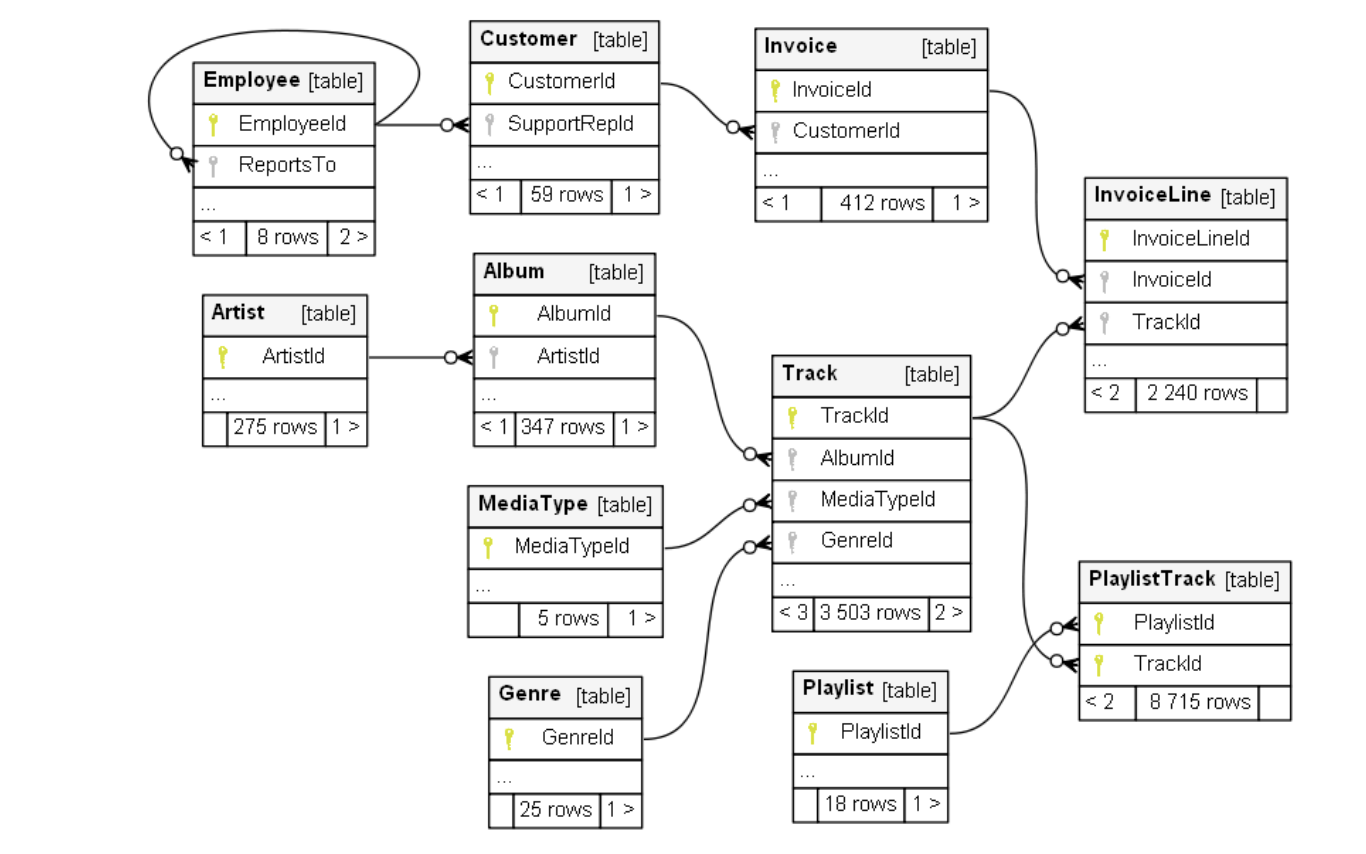 Employee [table]
EmployeeId
ReportsTo
...
< 1 8 rows 2 >
Customer [table]
CustomerId
SupportRepId
...
< 1 59 rows 1 >
Invoice [table]
InvoiceId
CustomerId
...
< 1 412 rows 1 >
InvoiceLine [table]
InvoiceLineId
InvoiceId
TrackId
...
< 2 2 240 rows
Artist [table]
ArtistId
...
275 rows 1 >
Album [table]
AlbumId
ArtistId
...
< 1 347 rows 1 >
Track [table]
TrackId
AlbumId
MediaTypeId
GenreId
...
< 3 3 503 rows 2 >
MediaType [table]
MediaTypeId
...
5 rows 1 >
Genre [table]
GenreId
...
25 rows 1 >
Playlist [table]
PlaylistId
...
18 rows 1 >
PlaylistTrack [table]
PlaylistId
TrackId
< 2 8 715 rows